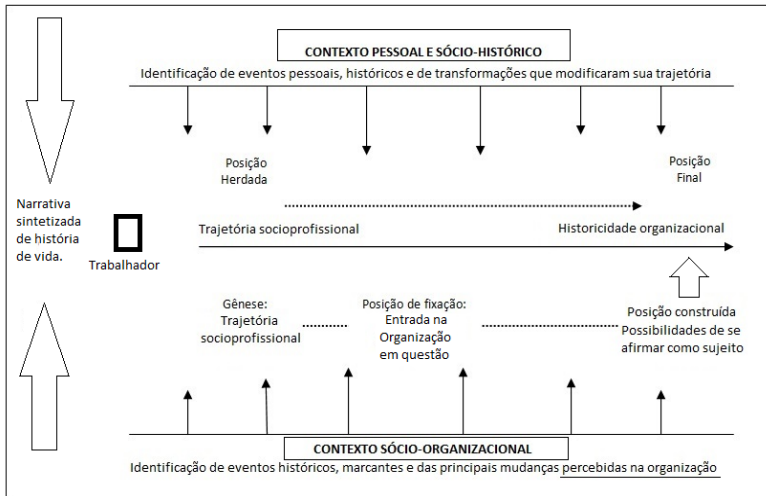 CONTEXTO PESSOAL E SÓCIO-HISTÓRICO
Identificação de eventos pessoais, históricos e de transformações que modificaram sua trajetória
Posição
Herdada
Posição
Final
Narrativa
sintetizada
de história
de vida.
Trabalhador
Trajetória socioprofissional
Historicidade organizacional
Gênese:
Trajetória
socioprofissional
Posição de fixação:
Entrada na
Organização
em questão
Posição construída
Possibilidades de se
afirmar como sujeito
CONTEXTO SÓCIO-ORGANIZACIONAL
Identificação de eventos históricos, marcantes e das principais mudanças percebidas na organização